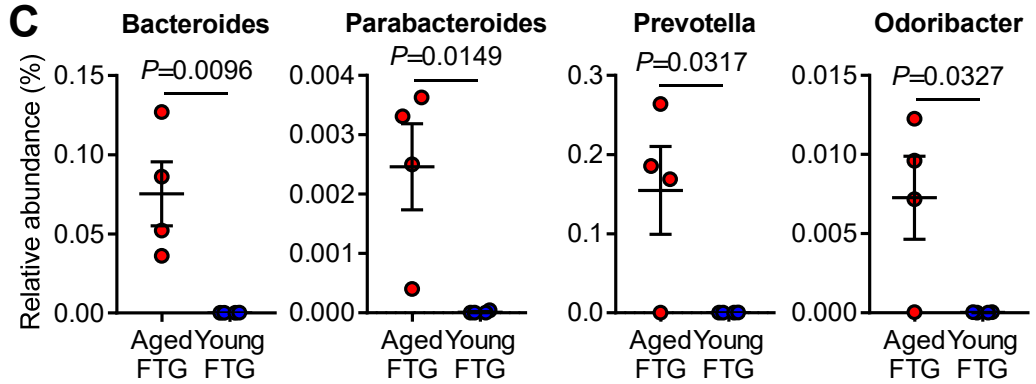 C
Bacteroides
Parabacteroides
Prevotella
Odoribacter
Relative abundance (%)
P=0.0096
0.15
0.10
0.05
0.00
Aged Young
FTG FTG
P=0.0149
0.004
0.003
0.002
0.001
0.000
Aged Young
FTG FTG
P=0.0317
0.3
0.2
0.1
0.0
Aged Young
FTG FTG
P=0.0327
0.015
0.010
0.005
0.000
Aged Young
FTG FTG